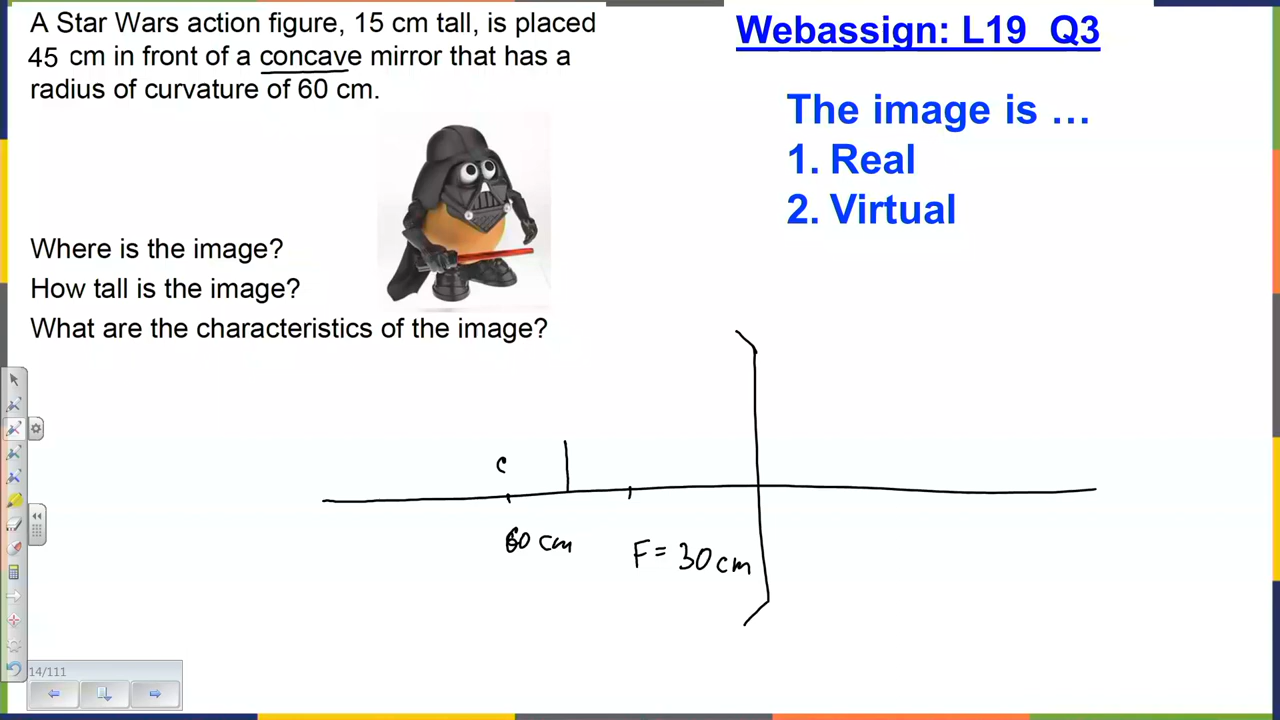 A Star Wars action figure, 15 cm tall, is placed
45 cm in front of a concave mirror that has a
radius of curvature of 60 cm.
Webassign: L19 Q3
The image is ...
1. Real
2. Virtual
Where is the image?
How tall is the image?
What are the characteristics of the image?
C
60 cm
F = 30 cm
14/111